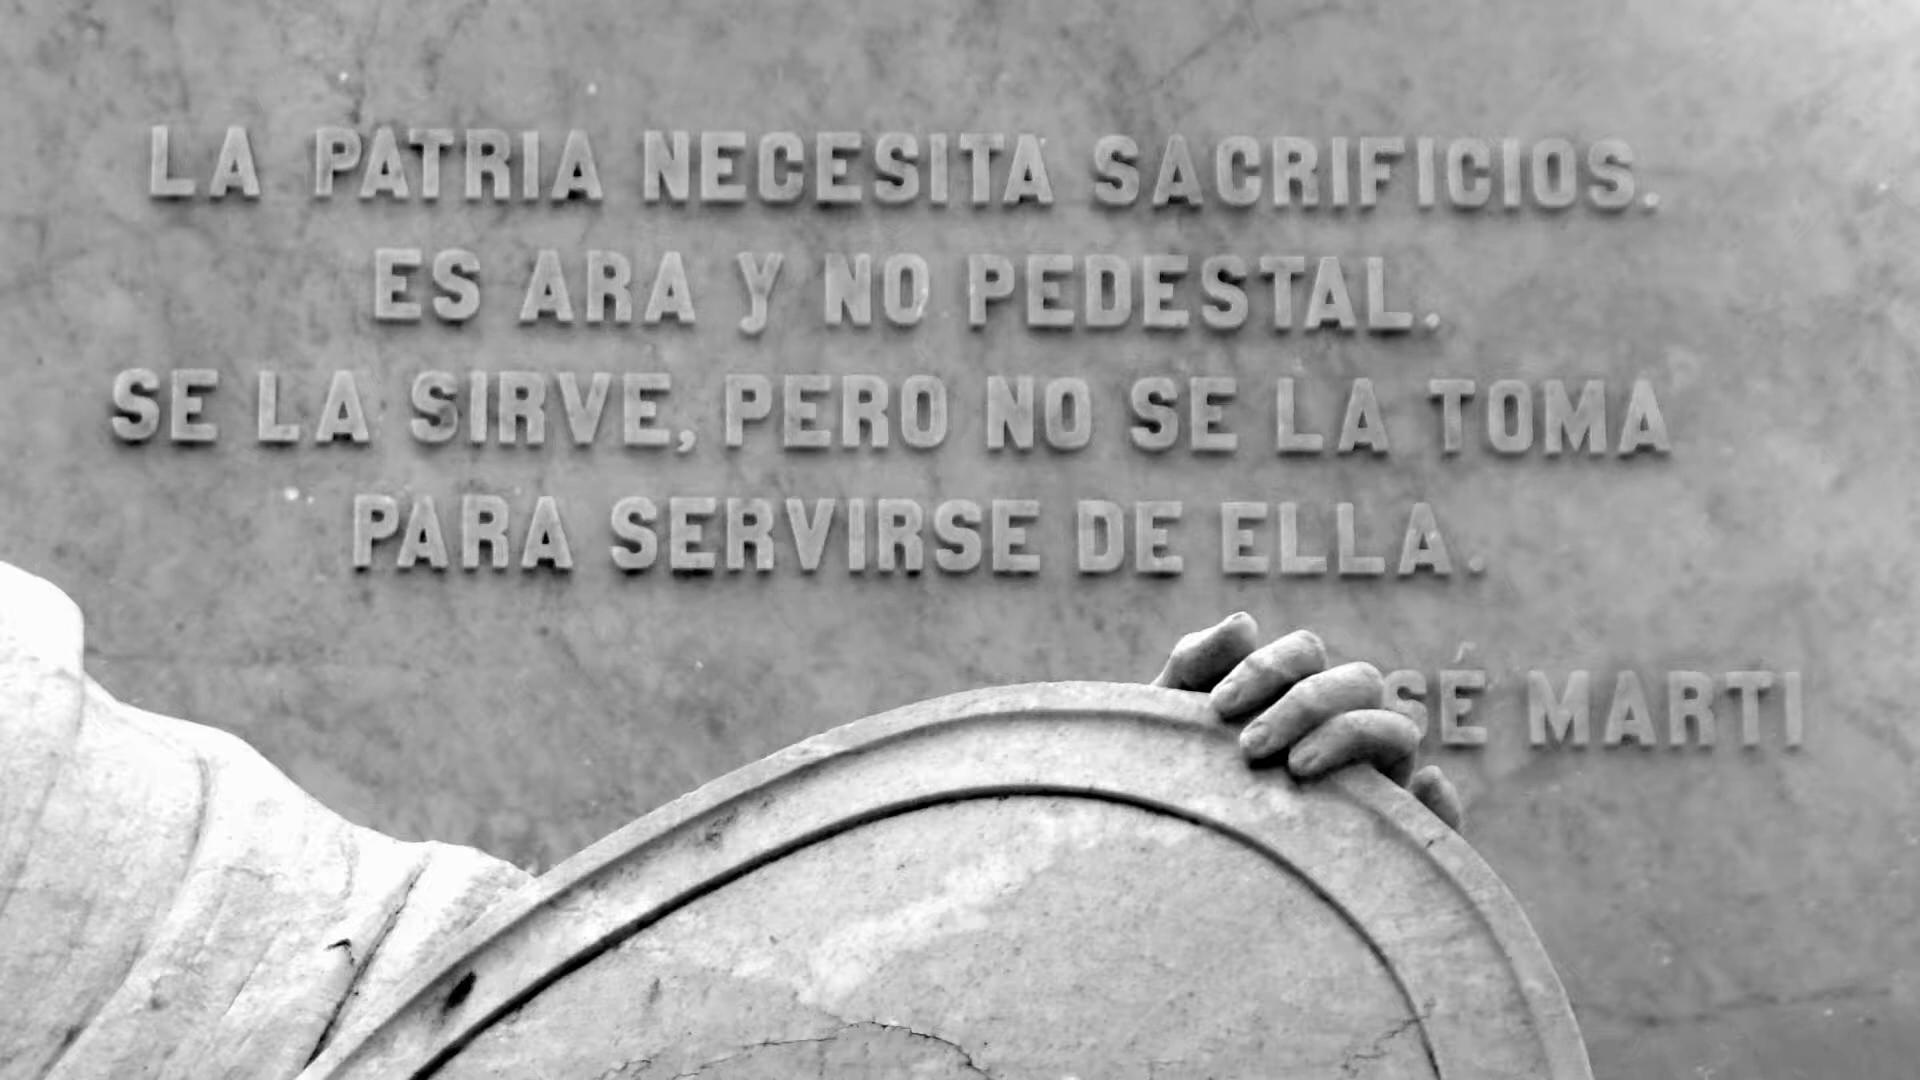 LA PATRIA NECESITA SACRIFICIOS.
ES ARA Y NO PEDESTAL.
SE LA SIRVE, PERO NO SE LA TOMA
PARA SERVIRSE DE ELLA.
SÉ MARTI